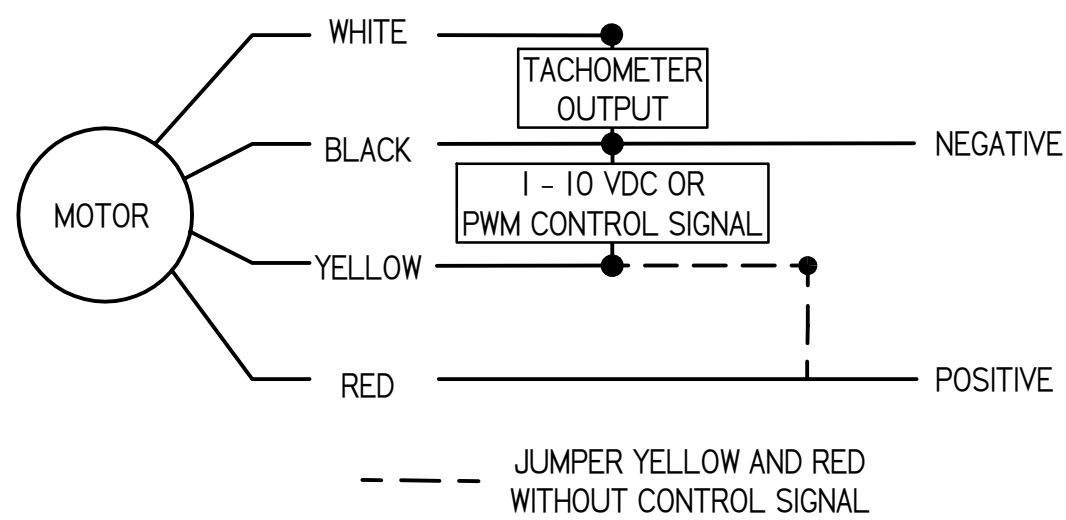 WHITE
TACHOMETER
OUTPUT
BLACK
NEGATIVE
1 - 10 VDC OR
PWM CONTROL SIGNAL
MOTOR
YELLOW
RED
POSITIVE
JUMPER YELLOW AND RED
WITHOUT CONTROL SIGNAL